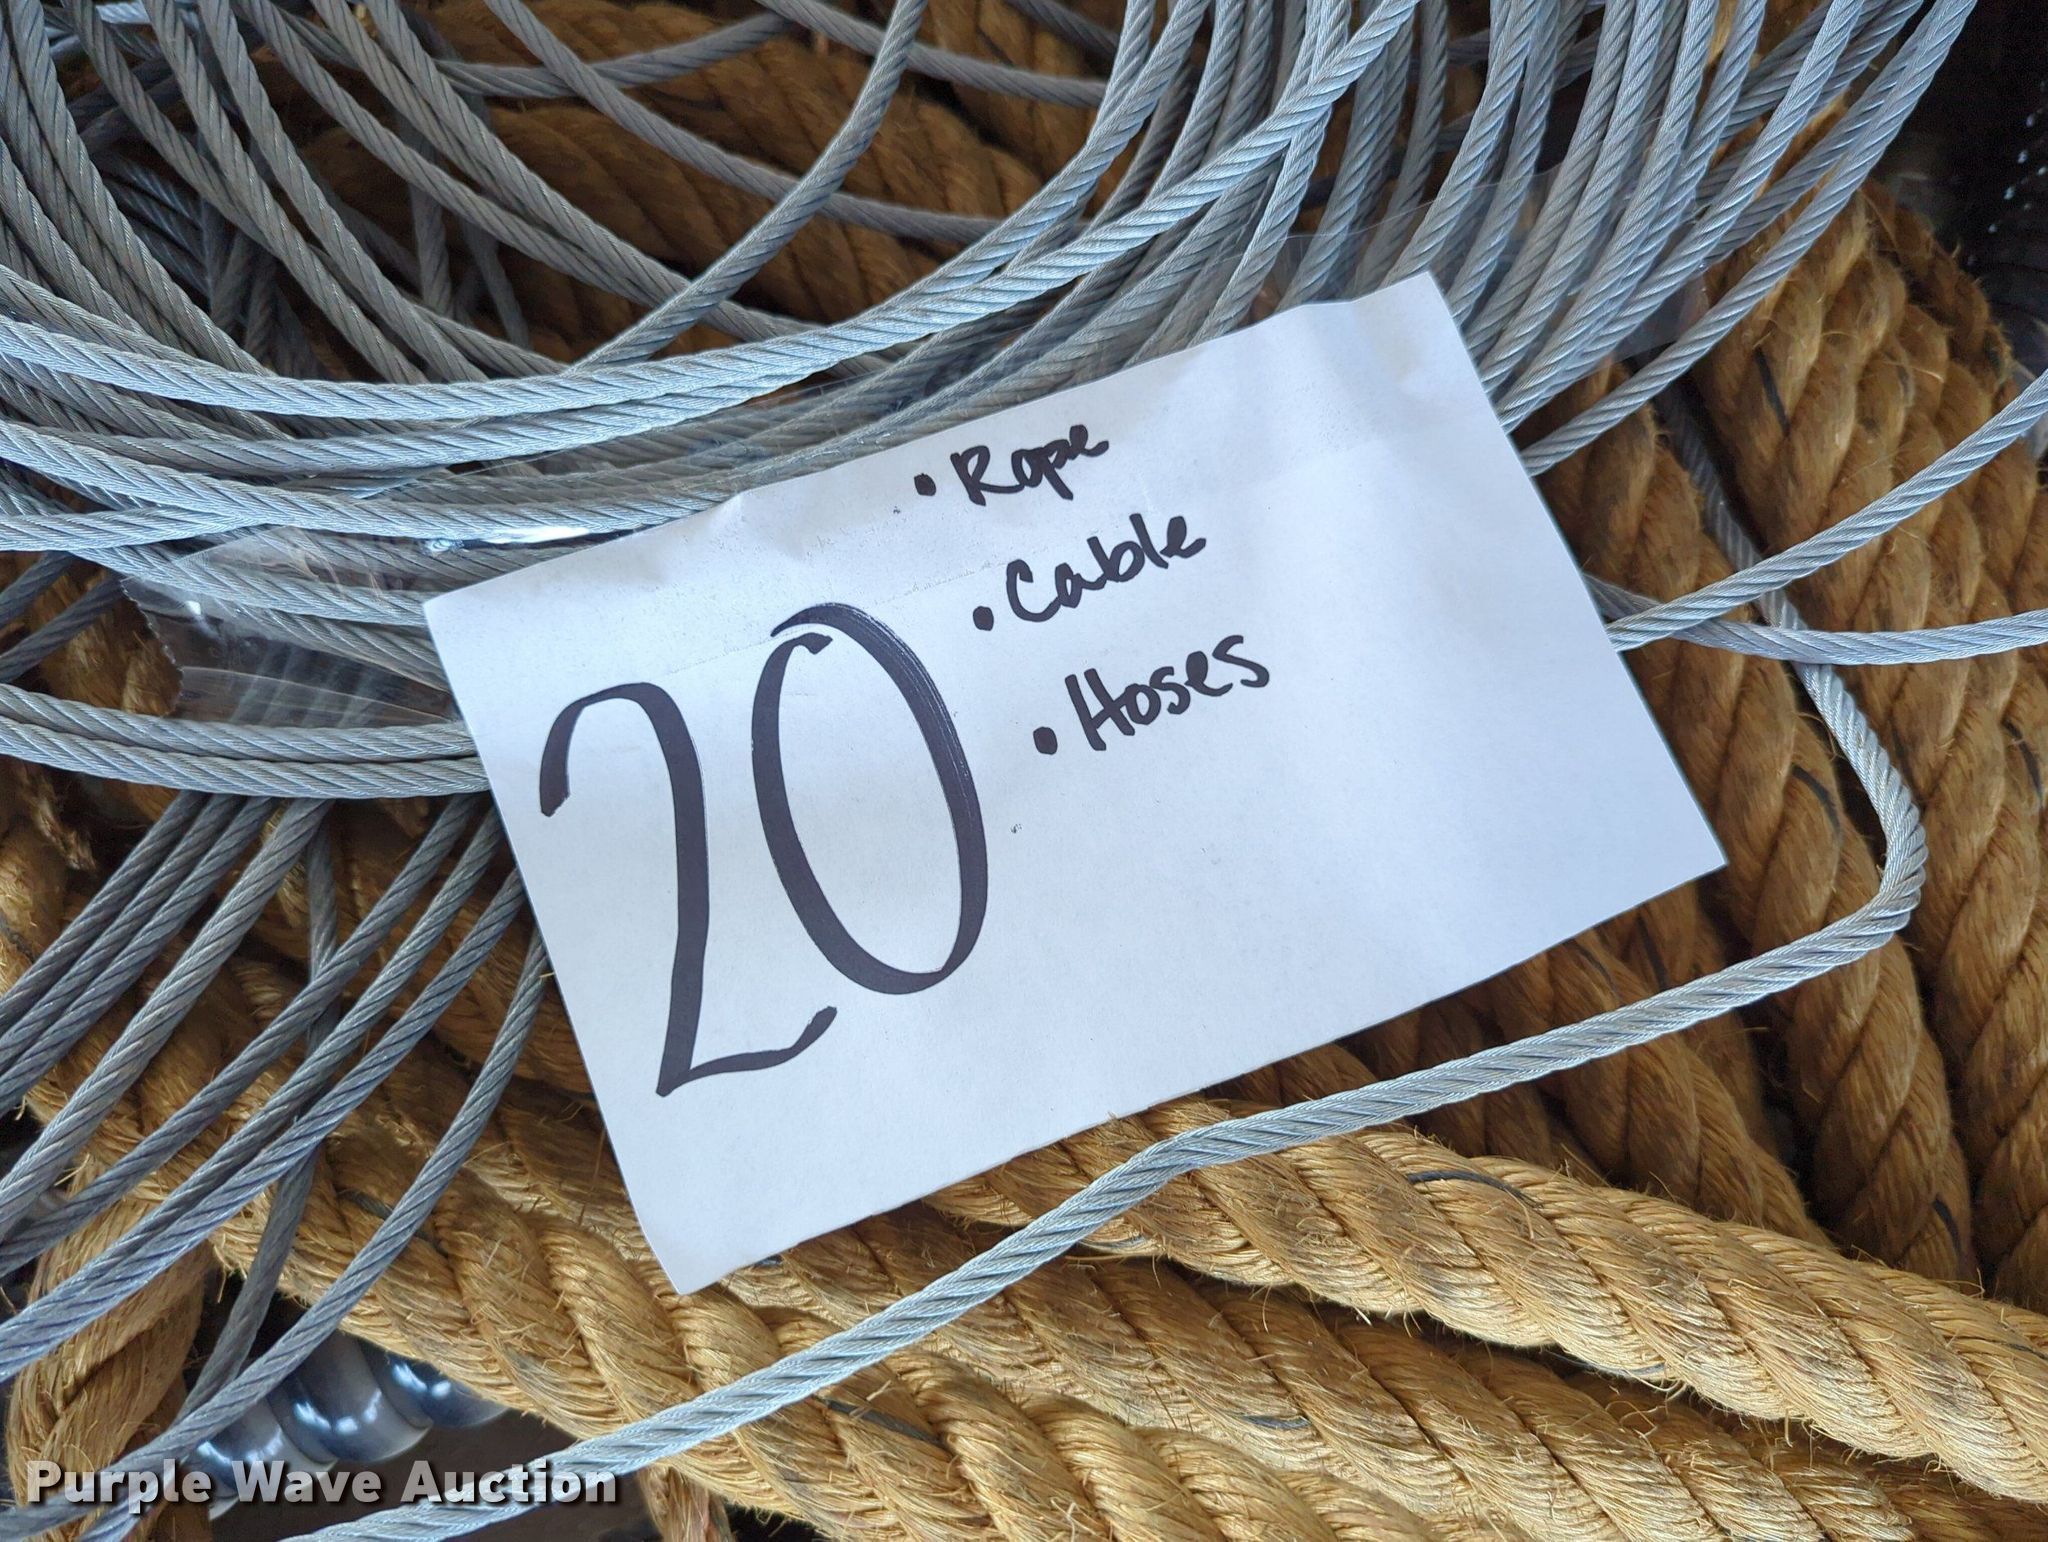 • Rope
• Cable
• Hoses
20
Purple Wave Auction